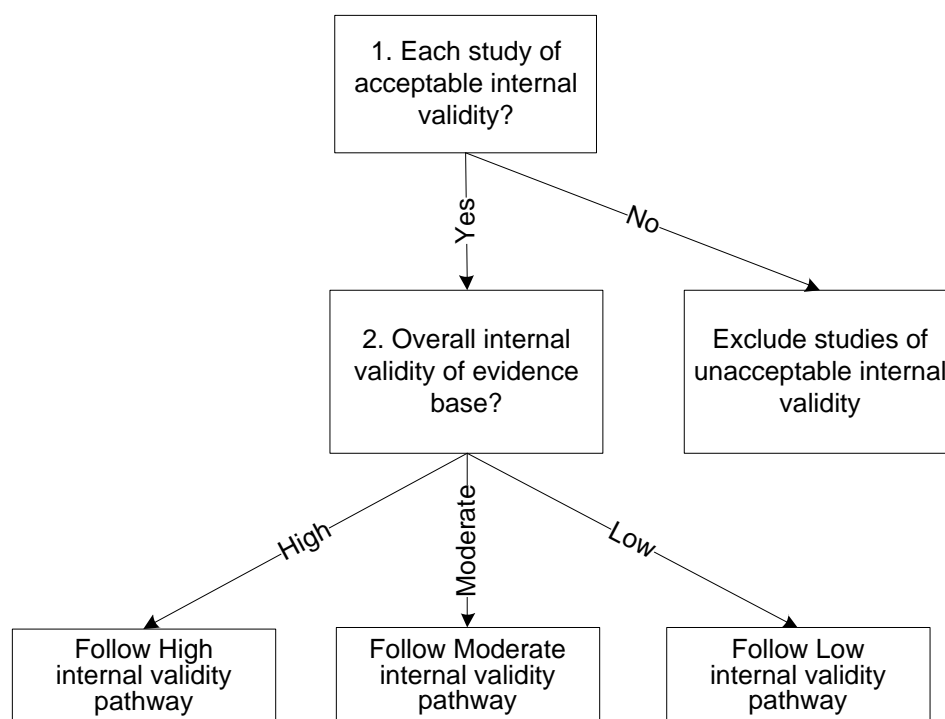 1. Each study of
acceptable internal
validity?
Yes
No
2. Overall internal
validity of evidence
base?
Exclude studies of
unacceptable internal
validity
High
Moderate
Low
Follow High
internal validity
pathway
Follow Moderate
internal validity
pathway
Follow Low
internal validity
pathway